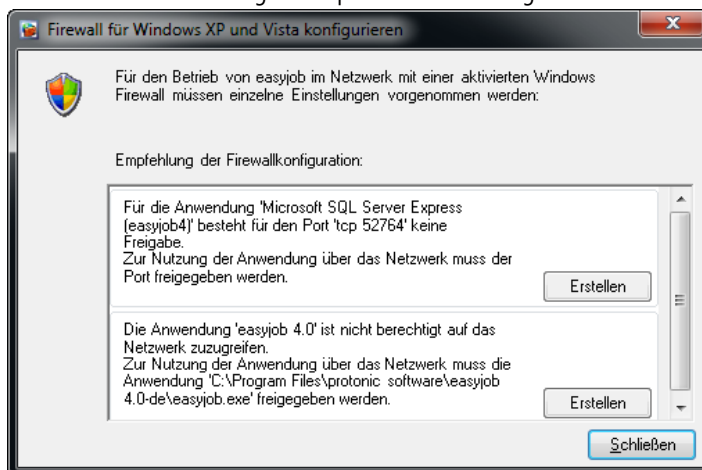 Firewall für Windows XP und Vista konfigurieren
Für den Betrieb von easyjob im Netzwerk mit einer aktivierten Windows
Firewall müssen einzelne Einstellungen vorgenommen werden:
Empfehlung der Firewallkonfiguration:
Für die Anwendung 'Microsoft SQL Server Express
(easyjob4)' besteht für den Port 'tcp 52764' keine
Freigabe.
Zur Nutzung der Anwendung über das Netzwerk muss der
Port freigegeben werden.
Erstellen
Die Anwendung 'easyjob 4.0' ist nicht berechtigt auf das
Netzwerk zuzugreifen.
Zur Nutzung der Anwendung über das Netzwerk muss die
Anwendung 'C:\Program Files\protonic software\easyjob
4.0-de\easyjob.exe' freigegeben werden.
Erstellen
Schließen